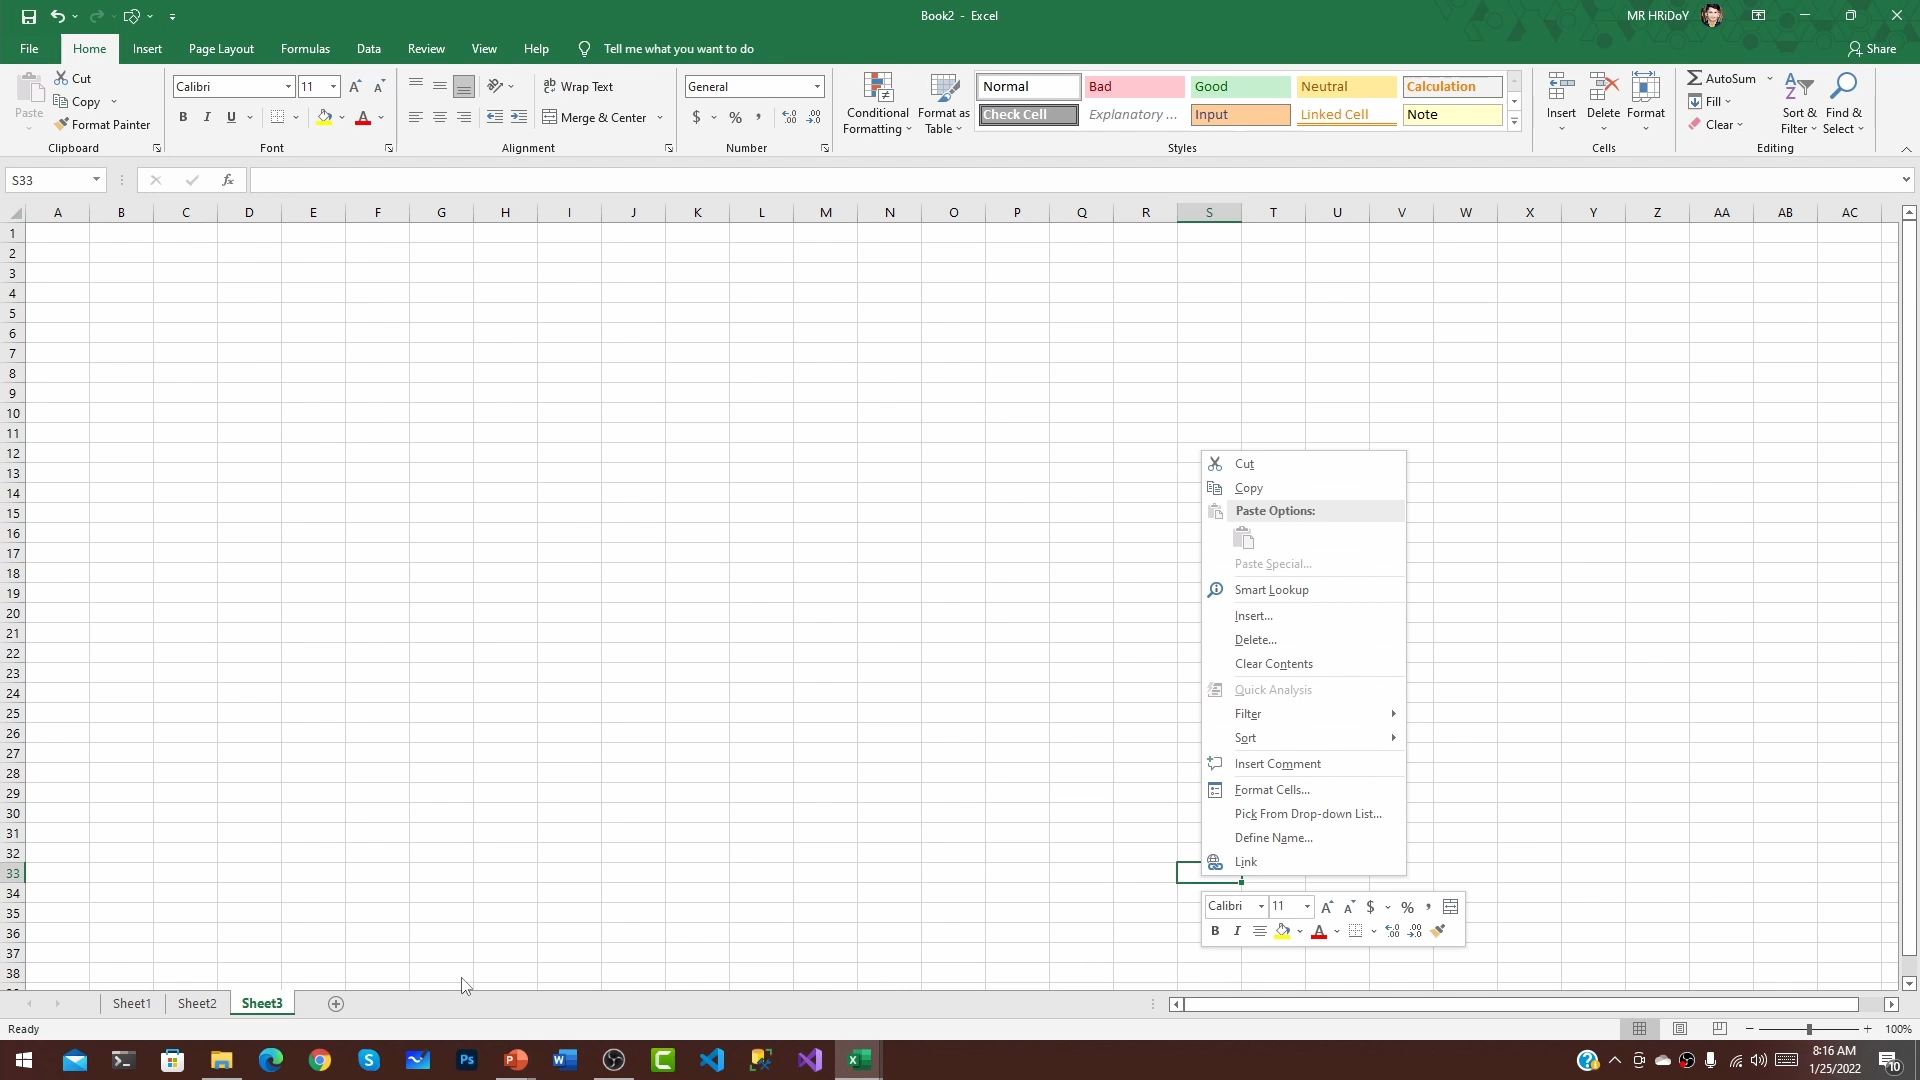 Book2 - Excel
MR HRiDoY
File Home Insert Page Layout Formulas Data Review View Help Tell me what you want to do Share
Paste
Cut
Copy
Format Painter
Clipboard
Calibri 11
B I U
Font
Wrap Text
Merge & Center
Alignment
General
$ % ,
Number
Conditional Formatting
Format as Table
Normal Bad Good Neutral Calculation
Check Cell Explanatory ... Input Linked Cell Note
Styles
Insert Delete Format
Cells
AutoSum
Fill
Clear
Sort & Filter
Find & Select
Editing
S33 fx
A B C D E F G H I J K L M N O P Q R S T U V W X Y Z AA AB AC
1
2
3
4
5
6
7
8
9
10
11
12
13
14
15
16
17
18
19
20
21
22
23
24
25
26
27
28
29
30
31
32
33
34
35
36
37
38
Cut
Copy
Paste Options:
Paste Special...
Smart Lookup
Insert...
Delete...
Clear Contents
Quick Analysis
Filter
Sort
Insert Comment
Format Cells...
Pick From Drop-down List...
Define Name...
Link
Calibri 11 A A $ % ,
B I A
Sheet1 Sheet2 Sheet3
Ready 100%
8:16 AM
1/25/2022
10